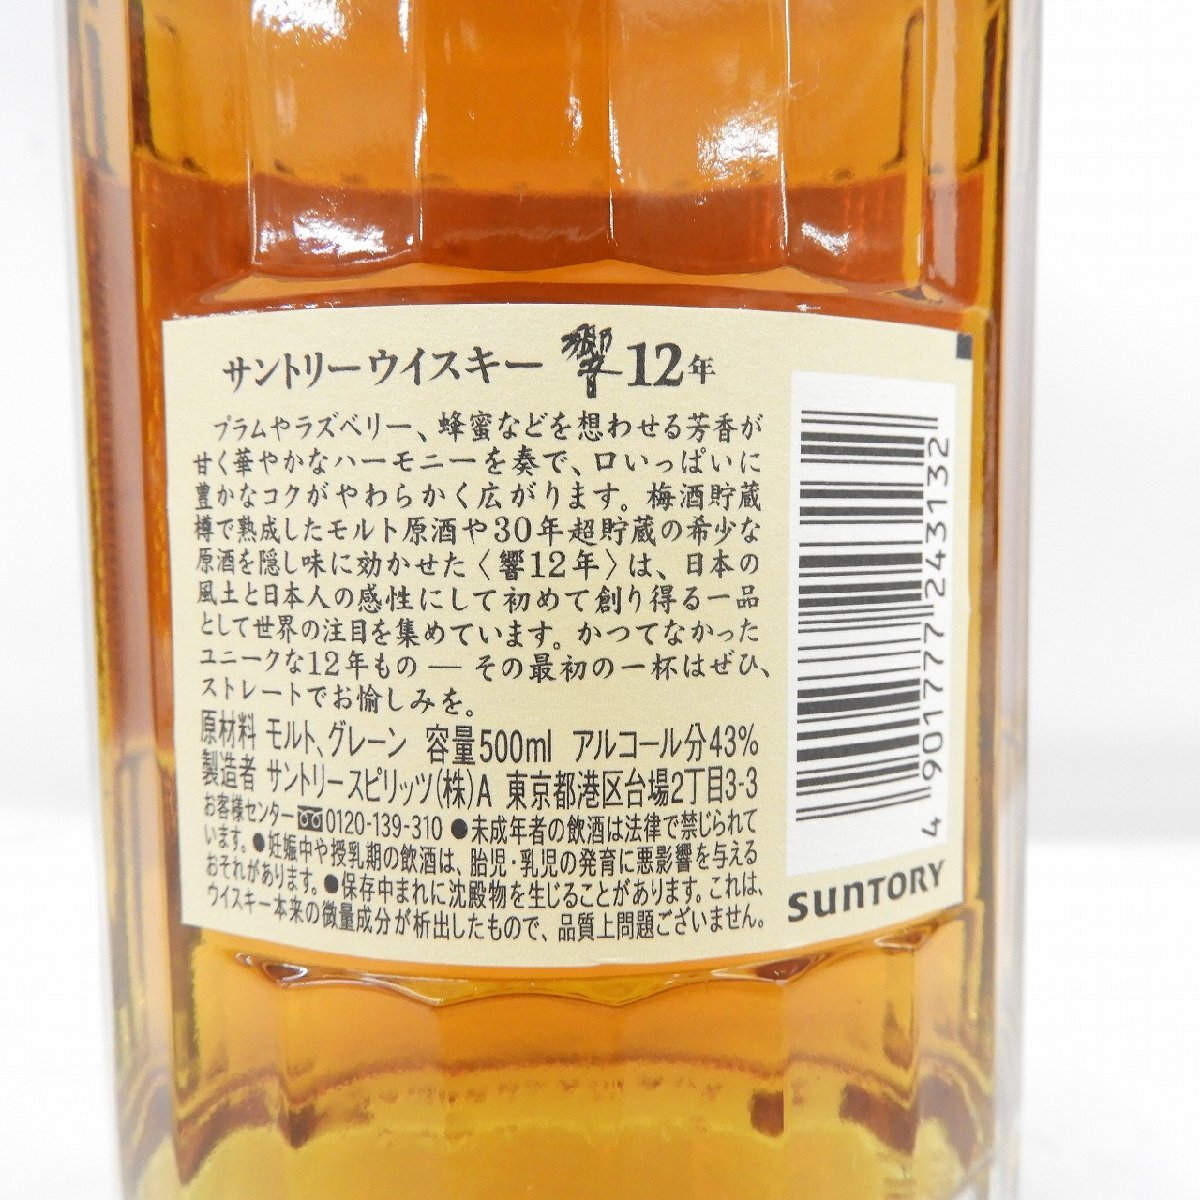 サントリーウイスキー 響 12年
プラムやラズベリー、蜂蜜などを想わせる芳香が
甘く華やかなハーモニーを奏で、口いっぱいに
豊かなコクがやわらかく広がります。梅酒貯蔵
樽で熟成したモルト原酒や30年超貯蔵の希少な
原酒を隠し味に効かせた〈響12年〉は、日本の
風土と日本人の感性にして初めて創り得る一品
として世界の注目を集めています。かつてなかった
ユニークな12年もの ― その最初の一杯はぜひ、
ストレートでお愉しみを。
原材料 モルト、グレーン 容量500ml アルコール分43%
製造者 サントリースピリッツ(株)A 東京都港区台場2丁目3-3
お客様センター 0120-139-310 ●未成年者の飲酒は法律で禁じられて
います。●妊娠中や授乳期の飲酒は、胎児・乳児の発育に悪影響を与える
おそれがあります。●保存中まれに沈殿物を生じることがあります。これは、
ウイスキー本来の微量成分が析出したもので、品質上問題ございません。
4 901777 243132
SUNTORY